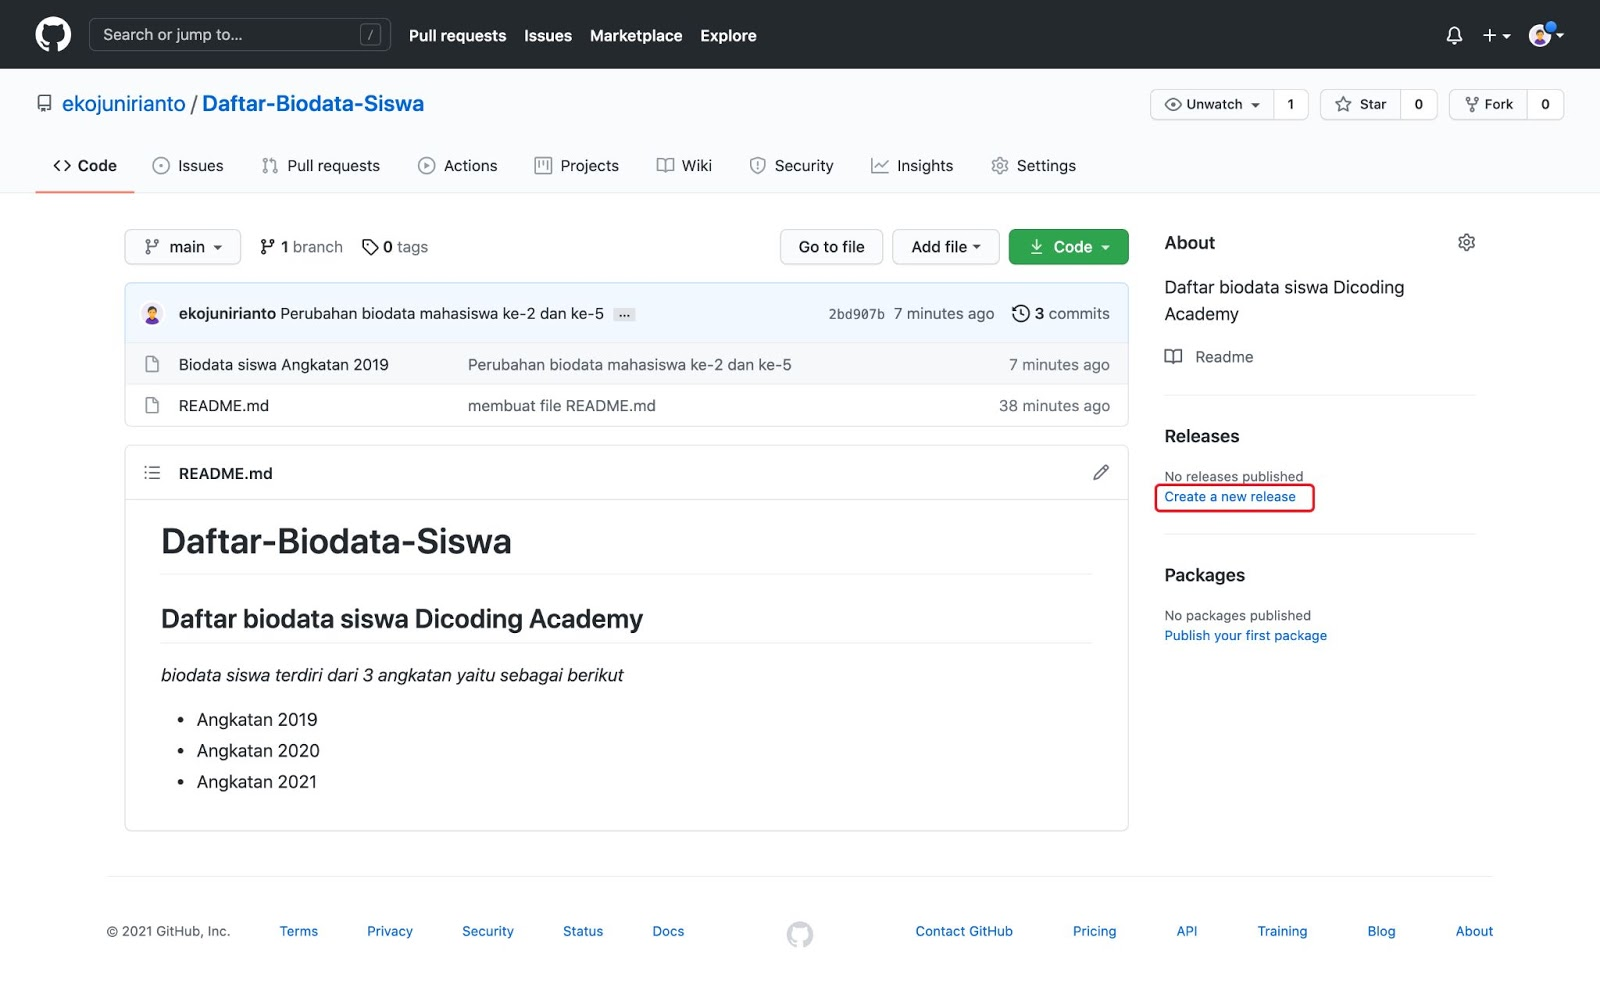 Search or jump to... /
Pull requests Issues Marketplace Explore
ekojunirianto / Daftar-Biodata-Siswa
Unwatch 1 Star 0 Fork 0
Code Issues Pull requests Actions Projects Wiki Security Insights Settings
main 1 branch 0 tags Go to file Add file Code
ekojunirianto Perubahan biodata mahasiswa ke-2 dan ke-5 ... 2bd907b 7 minutes ago 3 commits
Biodata siswa Angkatan 2019 Perubahan biodata mahasiswa ke-2 dan ke-5 7 minutes ago
README.md membuat file README.md 38 minutes ago
README.md
Daftar-Biodata-Siswa
Daftar biodata siswa Dicoding Academy
biodata siswa terdiri dari 3 angkatan yaitu sebagai berikut
• Angkatan 2019
• Angkatan 2020
• Angkatan 2021
About
Daftar biodata siswa Dicoding
Academy
Readme
Releases
No releases published
Create a new release
Packages
No packages published
Publish your first package
© 2021 GitHub, Inc. Terms Privacy Security Status Docs Contact GitHub Pricing API Training Blog About